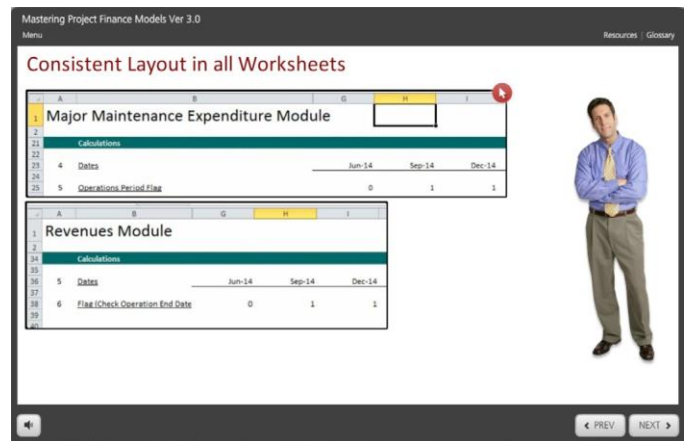 Mastering Project Finance Models Ver 3.0
Menu
Resources | Glossary
Consistent Layout in all Worksheets
A B G H I
1 Major Maintenance Expenditure Module
2
21 Calculations
22
23 4 Dates Jun-14 Sep-14 Dec-14
24
25 5 Operations Period Flag 0 1 1
A B G H I
1 Revenues Module
2
34 Calculations
35
36 5 Dates Jun-14 Sep-14 Dec-14
37
38 6 Flag (Check Operation End Date 0 1 1
39
40
PREV NEXT